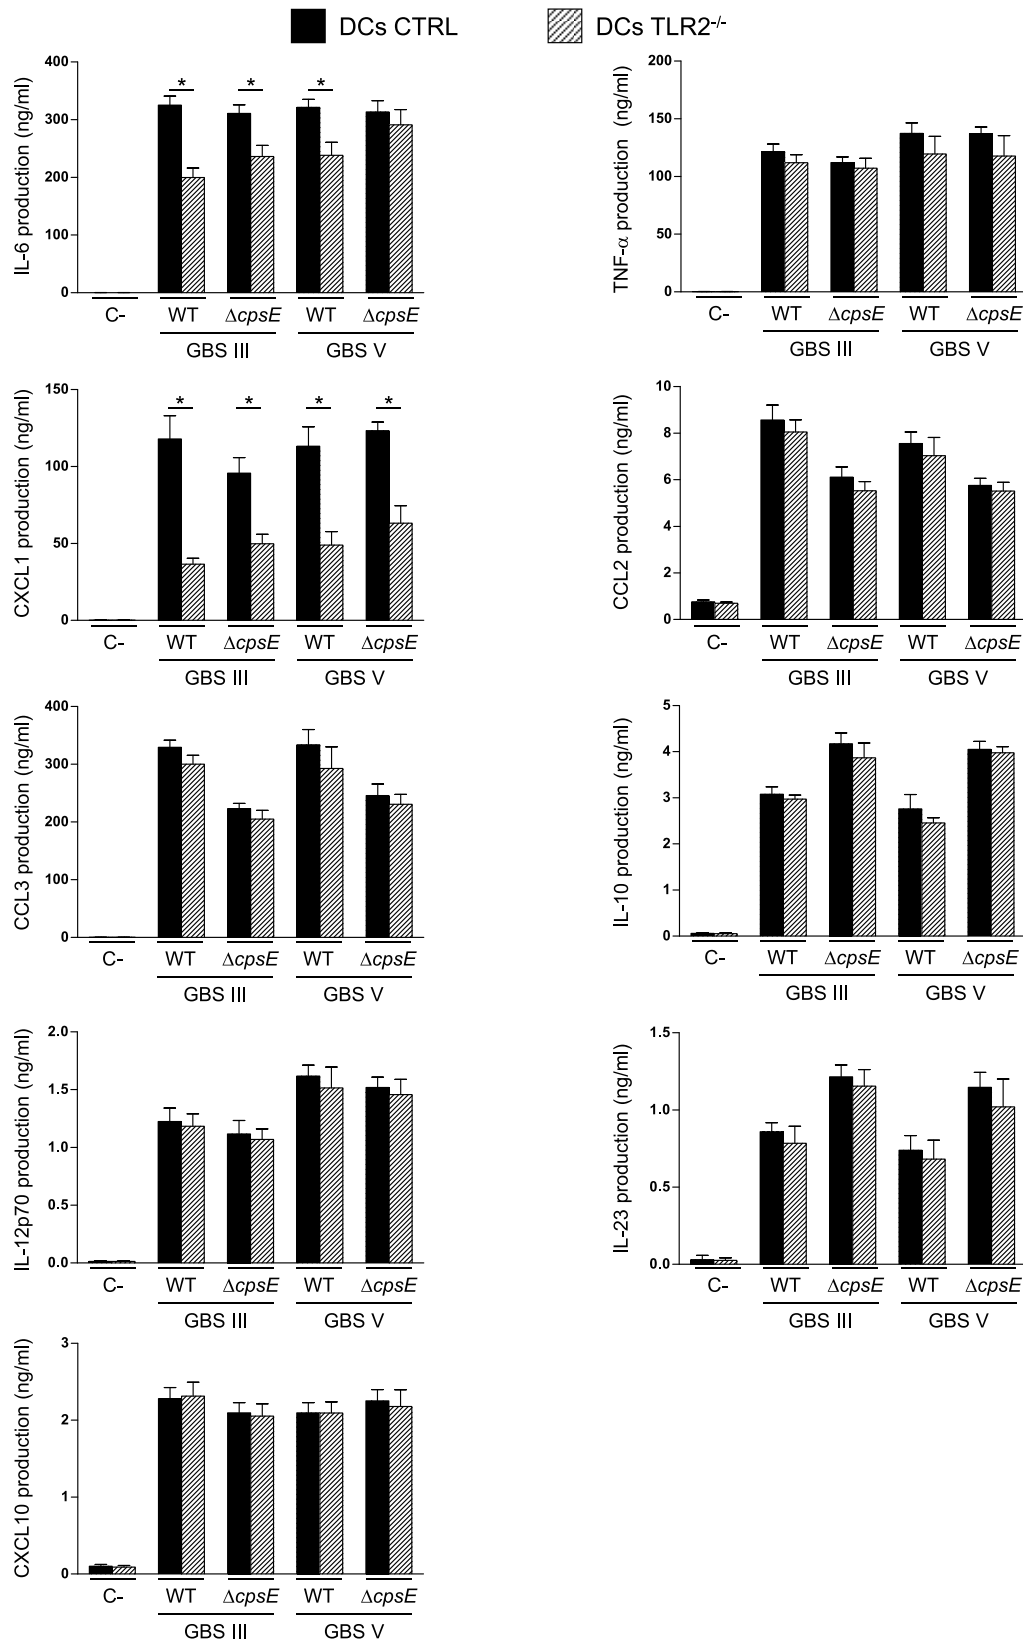 DCs CTRL DCs TLR2-/-
IL-6 production (ng/ml)
400
300
200
100
0
* * *
C- WT ΔcpsE WT ΔcpsE
GBS III GBS V
TNF-α production (ng/ml)
200
150
100
50
0
C- WT ΔcpsE WT ΔcpsE
GBS III GBS V
CXCL1 production (ng/ml)
150
100
50
0
* * * *
C- WT ΔcpsE WT ΔcpsE
GBS III GBS V
CCL2 production (ng/ml)
10
8
6
4
2
0
C- WT ΔcpsE WT ΔcpsE
GBS III GBS V
CCL3 production (ng/ml)
400
300
200
100
0
C- WT ΔcpsE WT ΔcpsE
GBS III GBS V
IL-10 production (ng/ml)
5
4
3
2
1
0
C- WT ΔcpsE WT ΔcpsE
GBS III GBS V
IL-12p70 production (ng/ml)
2.0
1.5
1.0
0.5
0.0
C- WT ΔcpsE WT ΔcpsE
GBS III GBS V
IL-23 production (ng/ml)
1.5
1.0
0.5
0.0
C- WT ΔcpsE WT ΔcpsE
GBS III GBS V
CXCL10 production (ng/ml)
3
2
1
0
C- WT ΔcpsE WT ΔcpsE
GBS III GBS V